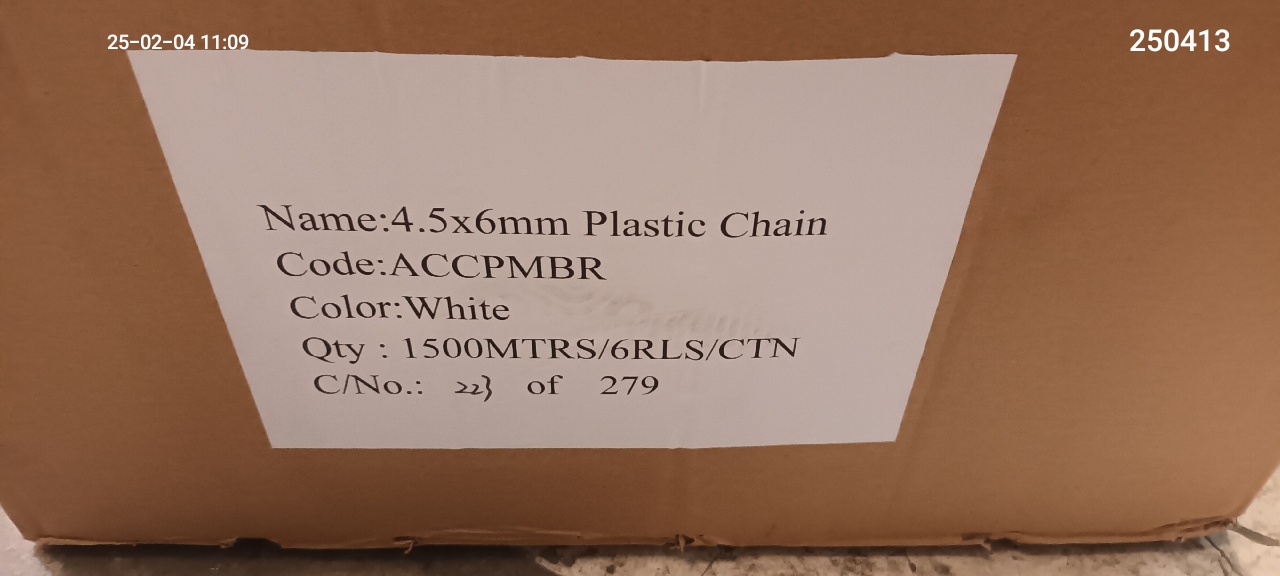 25-02-04 11:09
250413
Name:4.5x6mm Plastic Chain
Code:ACCPMBR
Color:White
Qty : 1500MTRS/6RLS/CTN
C/No.: 223 of 279